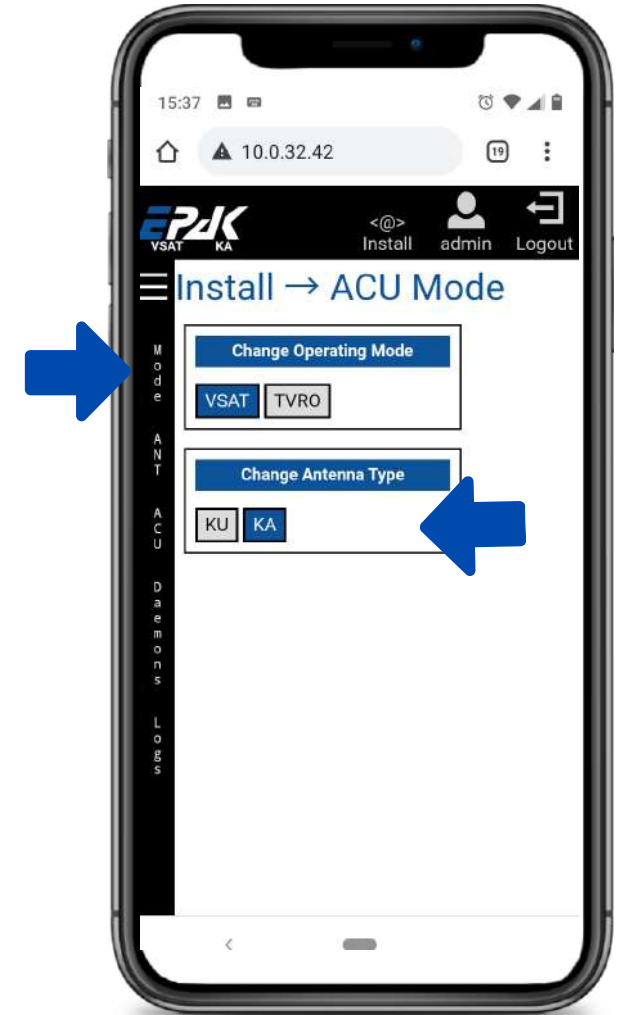 15:37
10.0.32.42
19
EPAK
VSAT KA
<@>
Install
admin
Logout
Install → ACU Mode
Mode
ANT
ACU
Daemons
Logs
Change Operating Mode
VSAT TVRO
Change Antenna Type
KU KA